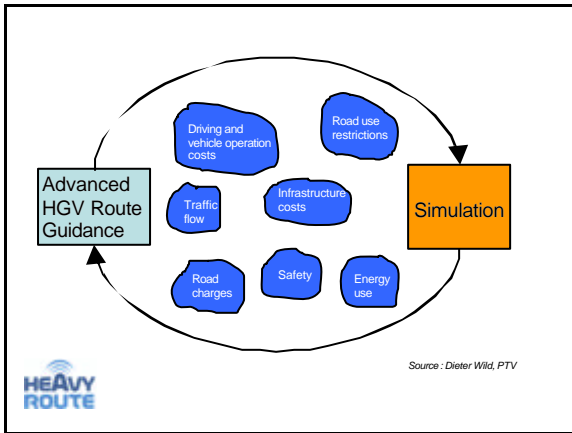 Driving and
vehicle operation
costs
Road use
restrictions
Advanced
HGV Route
Guidance
Traffic
flow
Infrastructure
costs
Simulation
Road
charges
Safety
Energy
use
Source : Dieter Wild, PTV
HEAVY
ROUTE